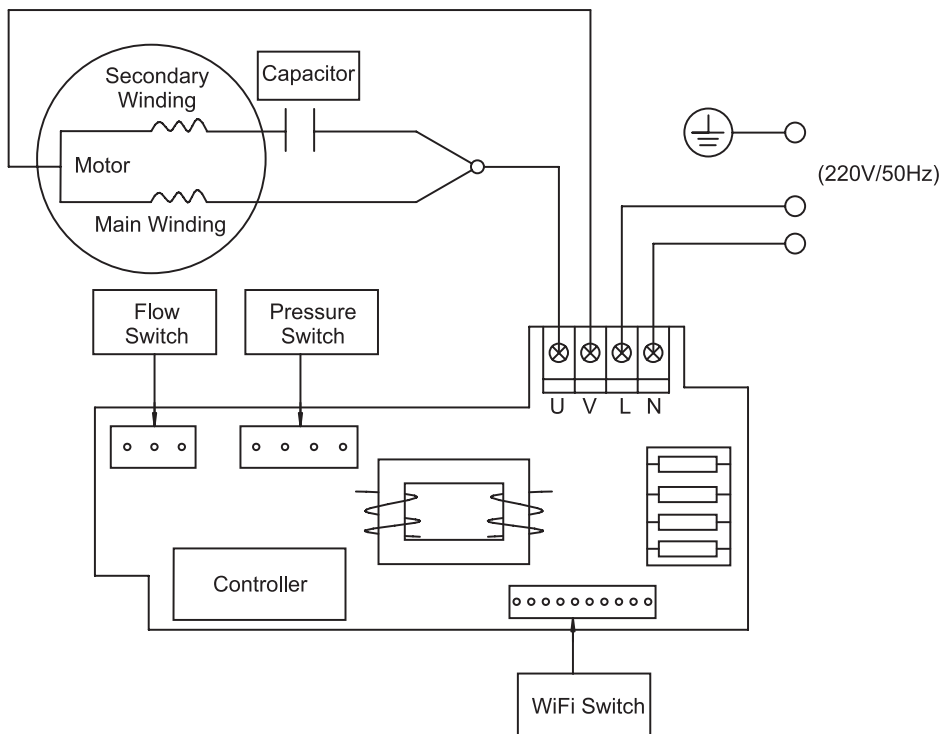 Secondary
Winding
Capacitor
Motor
Main Winding
(220V/50Hz)
Flow
Switch
Pressure
Switch
U V L N
Controller
WiFi Switch